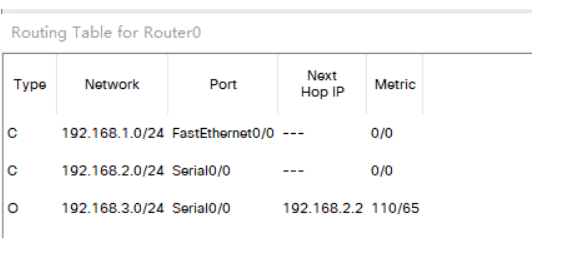 Routing Table for Router0
Type Network Port Next Hop IP Metric
C 192.168.1.0/24 FastEthernet0/0 --- 0/0
C 192.168.2.0/24 Serial0/0 --- 0/0
O 192.168.3.0/24 Serial0/0 192.168.2.2 110/65